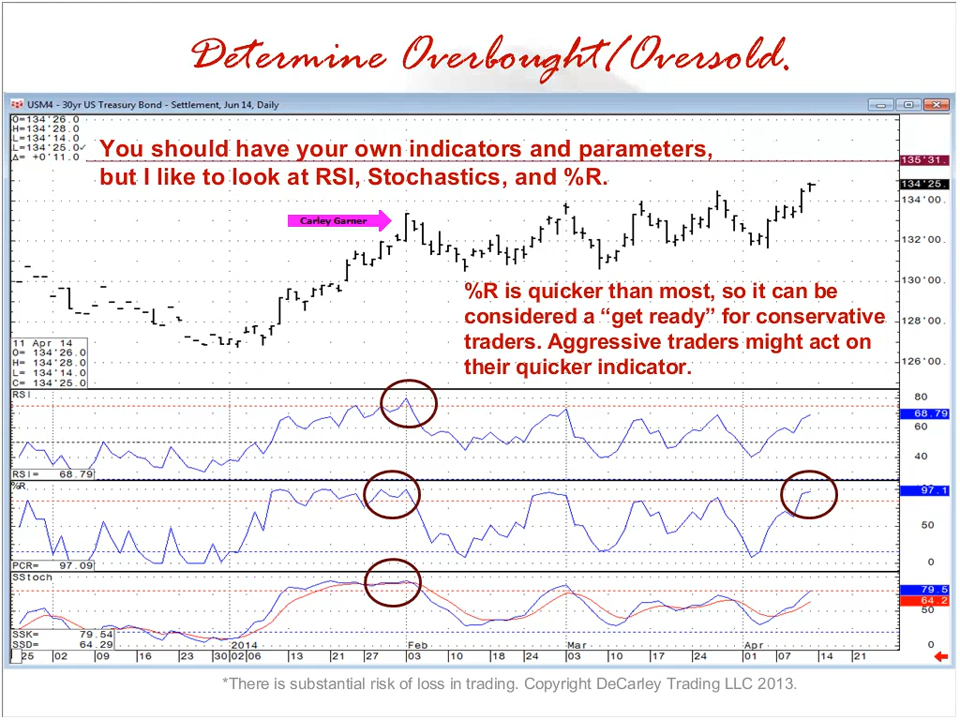 Determine Overbought/Oversold.
USM4 - 30yr US Treasury Bond - Settlement, Jun 14, Daily
O=134'26.0
H=134'28.0
L=134'14.0
L=134'25.0✓
Δ= +0'11.0
You should have your own indicators and parameters,
but I like to look at RSI, Stochastics, and %R.
135'31.
134'25.
134'00.
132'00.
130'00.
128'00.
126'00.
Carley Garner
%R is quicker than most, so it can be
considered a “get ready” for conservative
traders. Aggressive traders might act on
their quicker indicator.
11 Apr 14
O= 134'26.0
H= 134'28.0
L= 134'14.0
C= 134'25.0
RSI
80
68.79
60
40
RSI= 68.79
%R
97.1
50
0
PCR= 97.09
SStoch
79.5
64.2
50
0
SSK= 79.54
SSD= 64.29
2014 Feb Mar Apr
25 02 09 16 23 30 02 06 13 21 27 03 10 18 24 03 10 17 24 01 07 14 21
*There is substantial risk of loss in trading. Copyright DeCarley Trading LLC 2013.